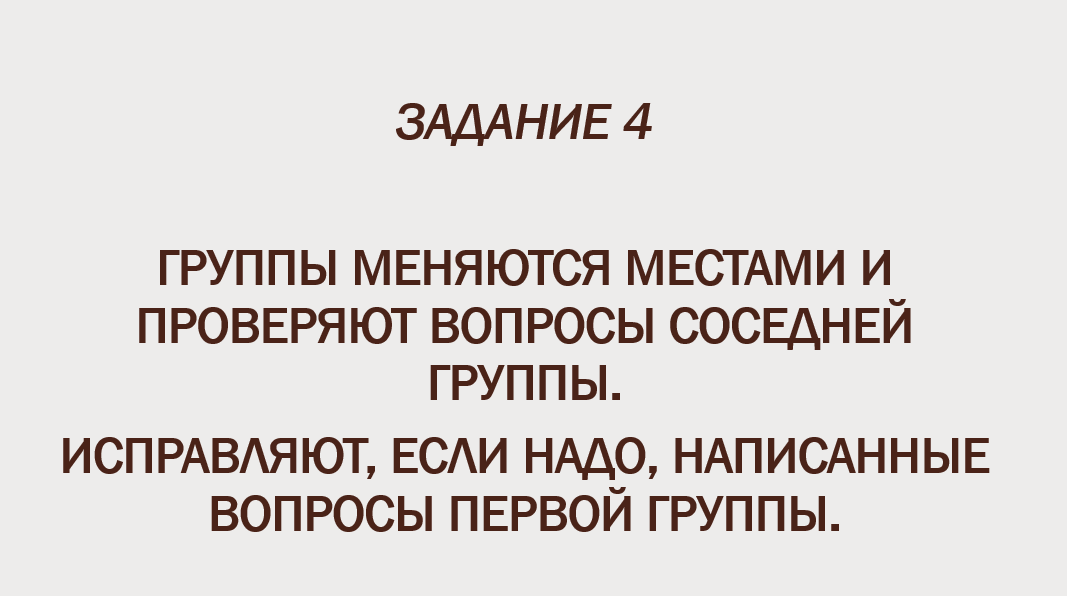 ЗАДАНИЕ 4
ГРУППЫ МЕНЯЮТСЯ МЕСТАМИ И
ПРОВЕРЯЮТ ВОПРОСЫ СОСЕДНЕЙ
ГРУППЫ.
ИСПРАВЛЯЮТ, ЕСЛИ НАДО, НАПИСАННЫЕ
ВОПРОСЫ ПЕРВОЙ ГРУППЫ.